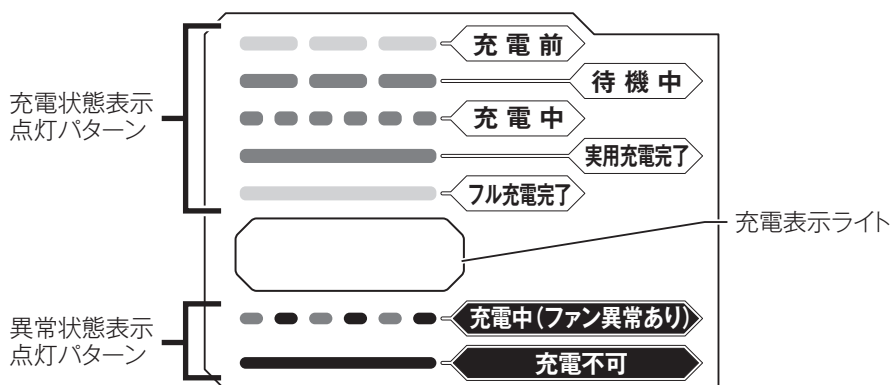 充電前
待機中
充電状態表示
点灯パターン
充電中
実用充電完了
フル充電完了
充電表示ライト
異常状態表示
点灯パターン
充電中(ファン異常あり)
充電不可